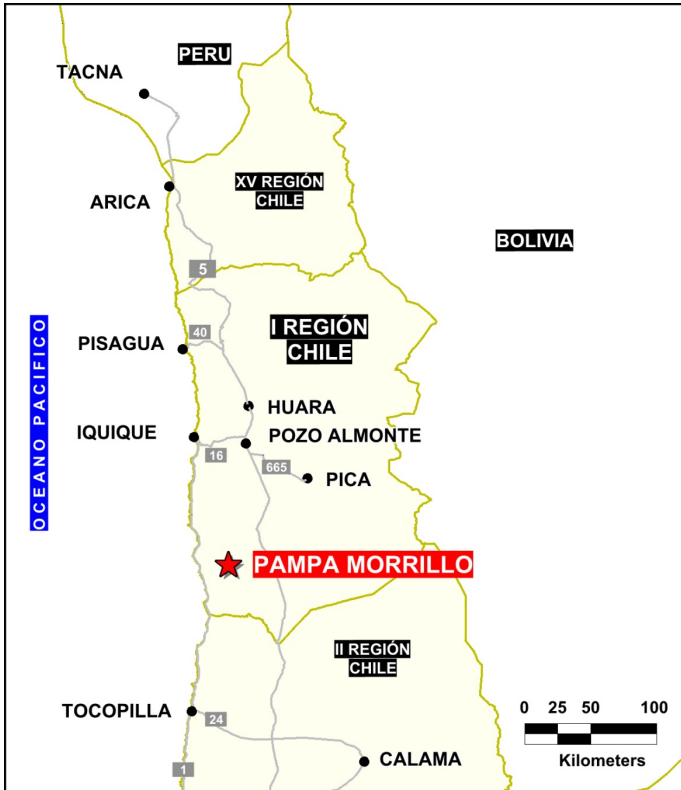 PERU
TACNA
XV REGIÓN
CHILE
ARICA
BOLIVIA
5
I REGIÓN
CHILE
40
PISAGUA
OCEANO PACIFICO
HUARA
IQUIQUE
POZO ALMONTE
16
665
PICA
PAMPA MORRILLO
II REGIÓN
CHILE
TOCOPILLA
24
0 25 50 100
Kilometers
CALAMA
1